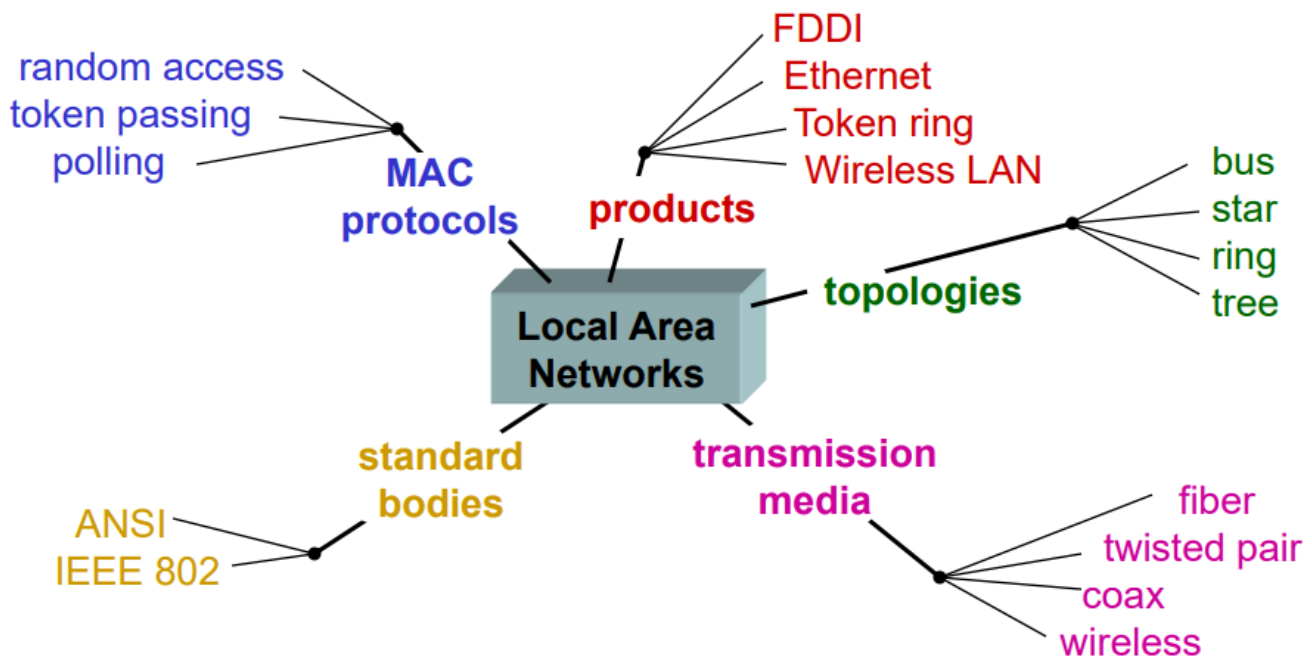 random access
token passing
polling
MAC
protocols
FDDI
Ethernet
Token ring
Wireless LAN
products
bus
star
ring
tree
topologies
Local Area
Networks
standard
bodies
ANSI
IEEE 802
transmission
media
fiber
twisted pair
coax
wireless